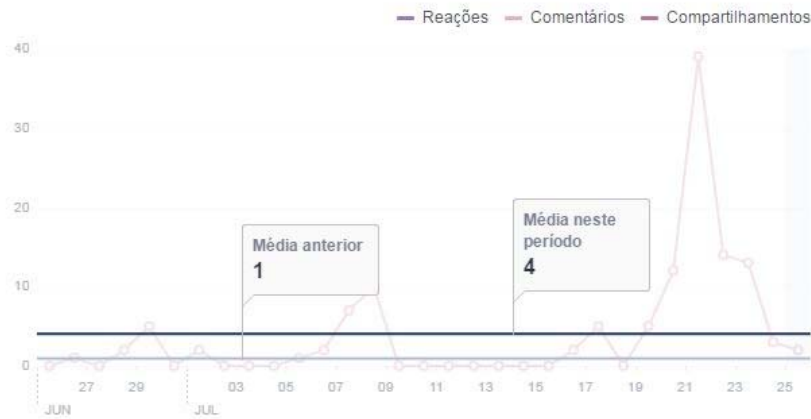 Reações Comentários Compartilhamentos
40
30
20
Média anterior
1
Média neste
período
4
10
0
27 29 03 05 07 09 11 13 15 17 19 21 23 25
JUN JUL